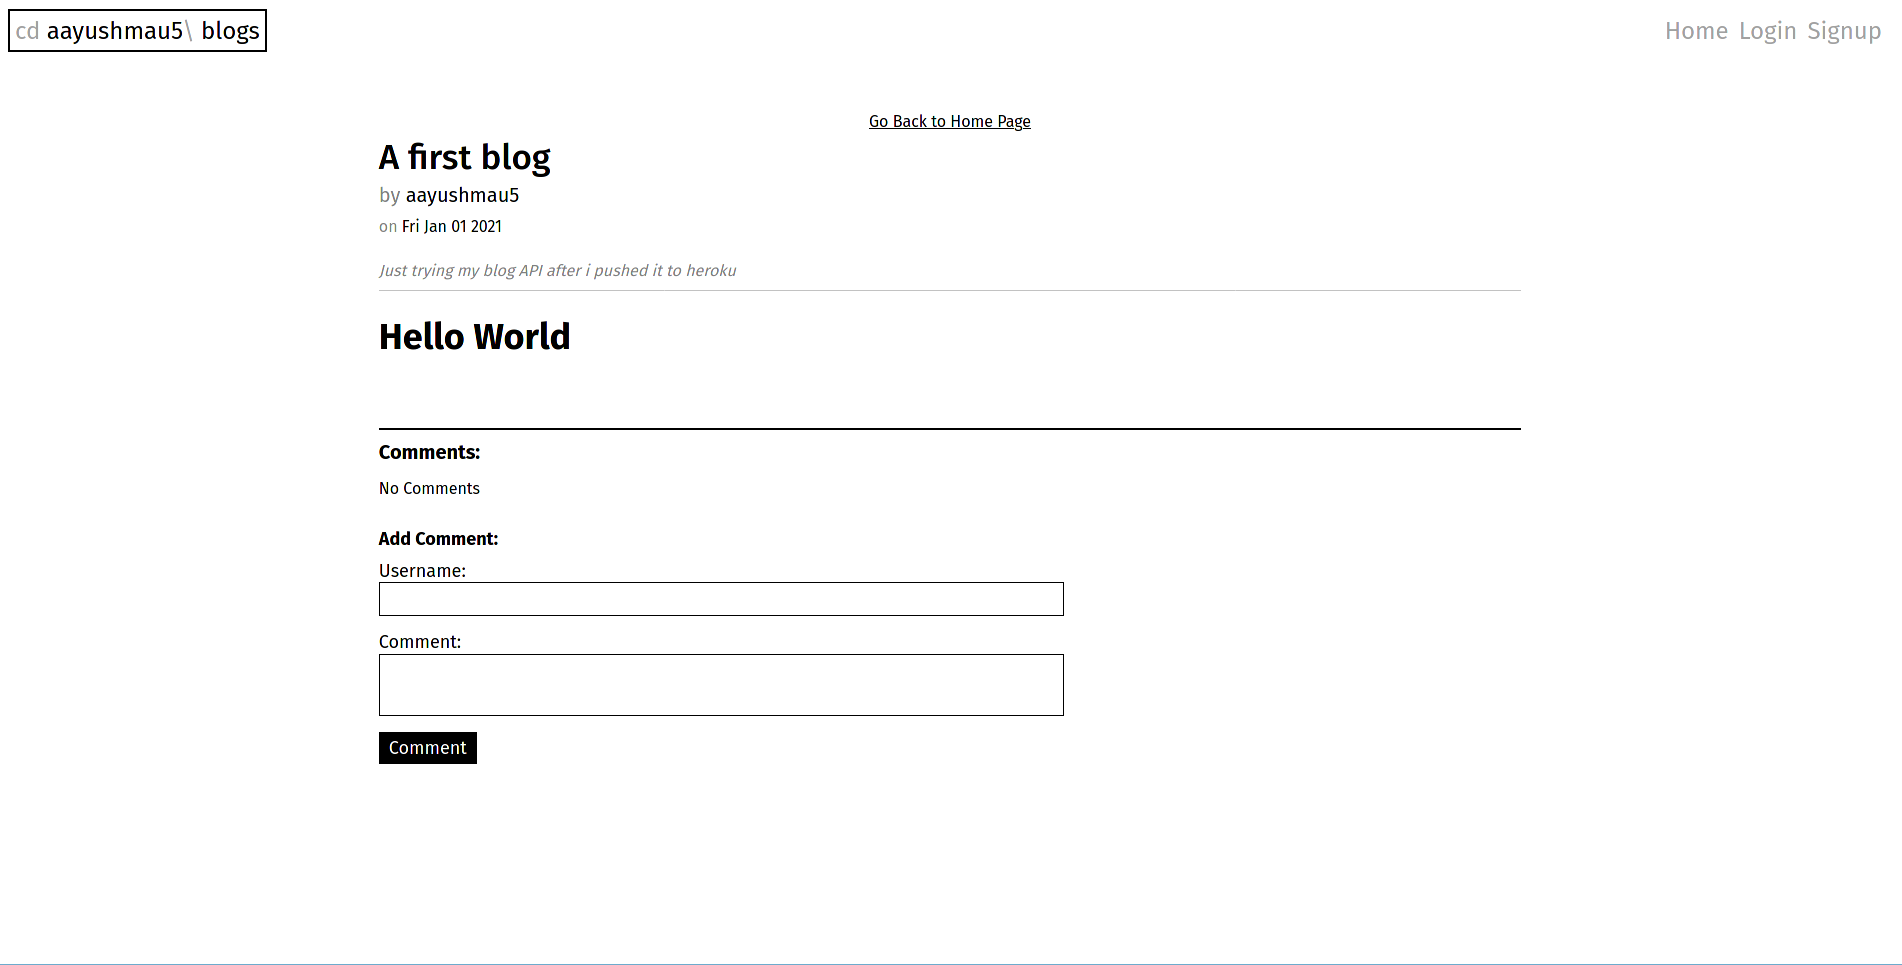 cd aayushmau5\ blogs
Home Login Signup
Go Back to Home Page
A first blog
by aayushmau5
on Fri Jan 01 2021
Just trying my blog API after i pushed it to heroku
Hello World
Comments:
No Comments
Add Comment:
Username:
Comment:
Comment